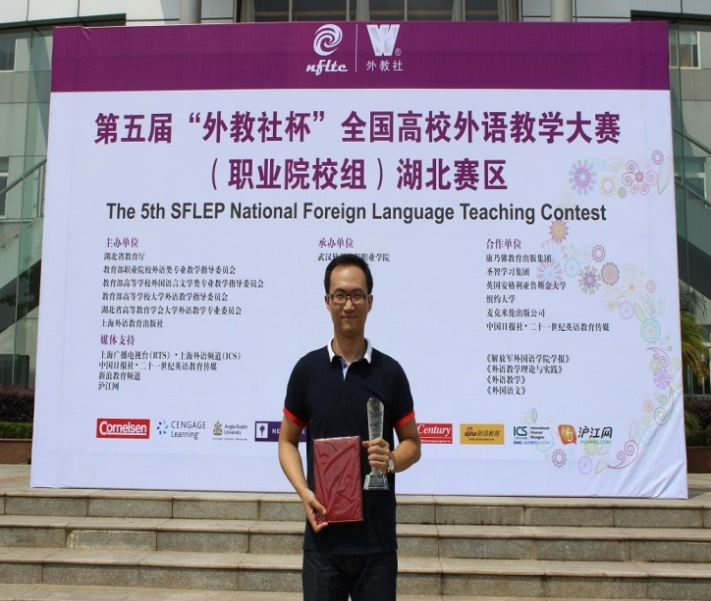 nfltc
W®
外教社
第五届“外教社杯”全国高校外语教学大赛
（职业院校组）湖北赛区
The 5th SFLEP National Foreign Language Teaching Contest
主办单位
湖北省教育厅
教育部职业院校外语类专业教学指导委员会
教育部高等学校外国语言文学类专业教学指导委员会
教育部高等学校大学外语教学指导委员会
湖北省高等教育学会大学外语教学专业委员会
上海外语教育出版社
媒体支持
上海广播电视台(RTS)·上海外语频道(ICS)
中国日报社·二十一世纪英语教育传媒
新浪教育频道
沪江网
承办单位
职业学院
合作单位
康乃馨教育出版集团
圣智学习集团
英国安格利亚鲁斯金大学
纽约大学
麦克米伦出版公司
中国日报社·二十一世纪英语教育传媒
《解放军外国语学院学报》
《外语教学理论与实践》
《外语教学》
《外国语文》
Cornelsen
CENGAGE
Learning
Anglia Ruskin
University
Century
新浪教育
ICS
International
Channel
Shanghai
沪江网